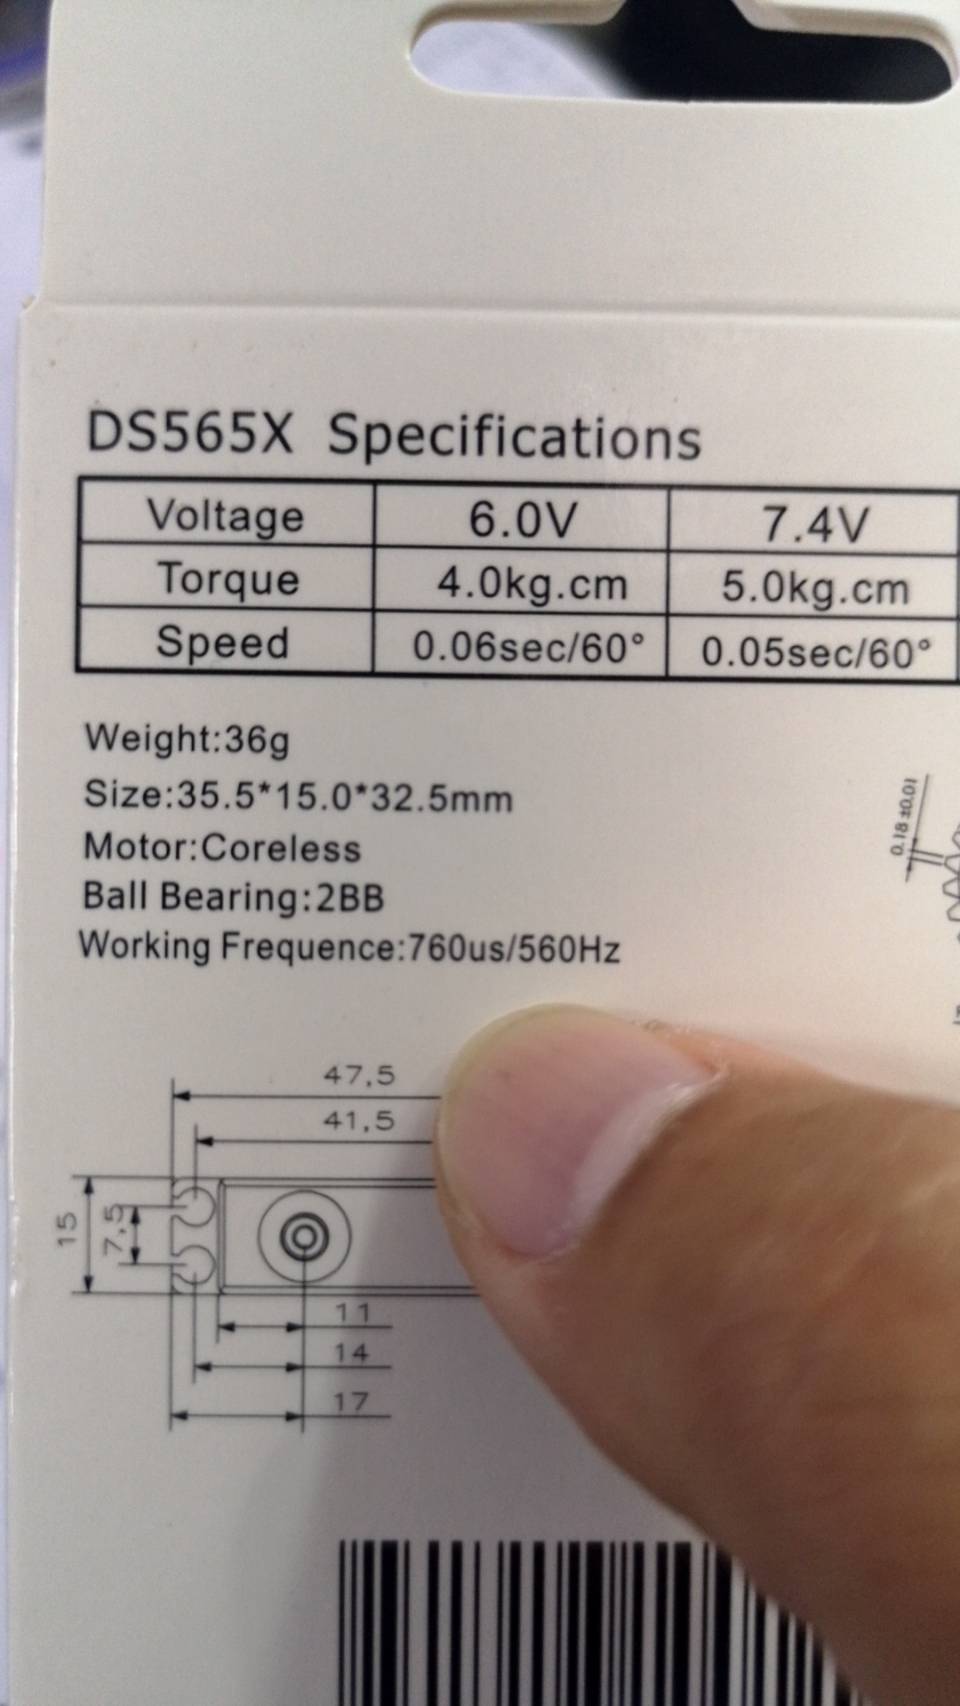 DS565X Specifications
Voltage 6.0V 7.4V
Torque 4.0kg.cm 5.0kg.cm
Speed 0.06sec/60° 0.05sec/60°
Weight:36g
Size:35.5*15.0*32.5mm
0.18 ±0.01
Motor:Coreless
Ball Bearing:2BB
Working Frequence:760us/560Hz
47,5
41,5
15
7,5
11
14
17